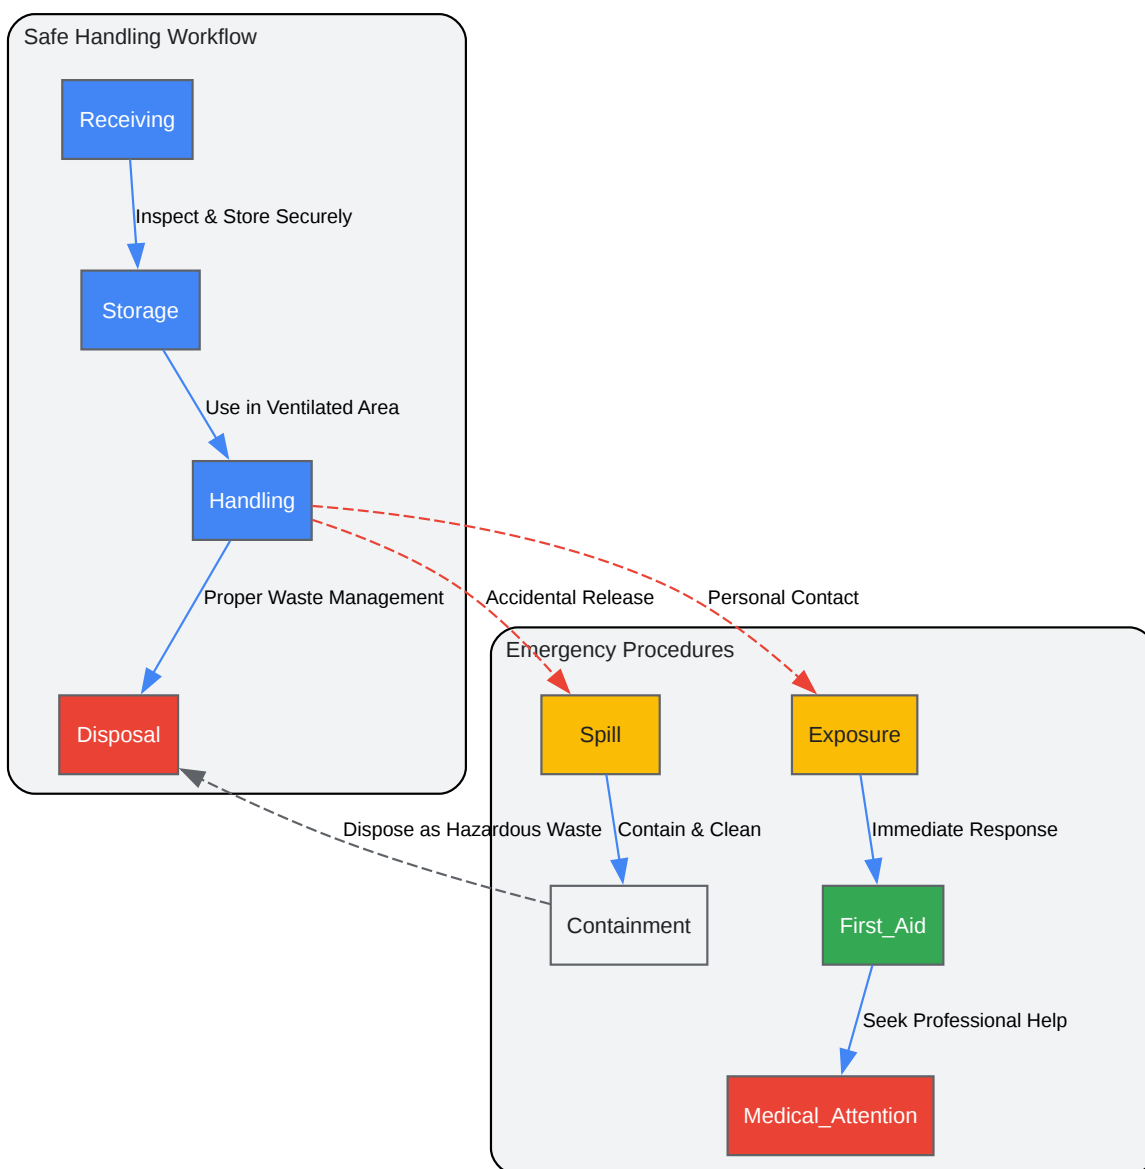 Safe Handling Workflow
Receiving
Inspect & Store Securely
Storage
Use in Ventilated Area
Handling
Proper Waste Management
Accidental Release
Personal Contact
Emergency Procedures
Disposal
Spill
Exposure
Dispose as Hazardous Waste
Contain & Clean
Immediate Response
Containment
First_Aid
Seek Professional Help
Medical_Attention